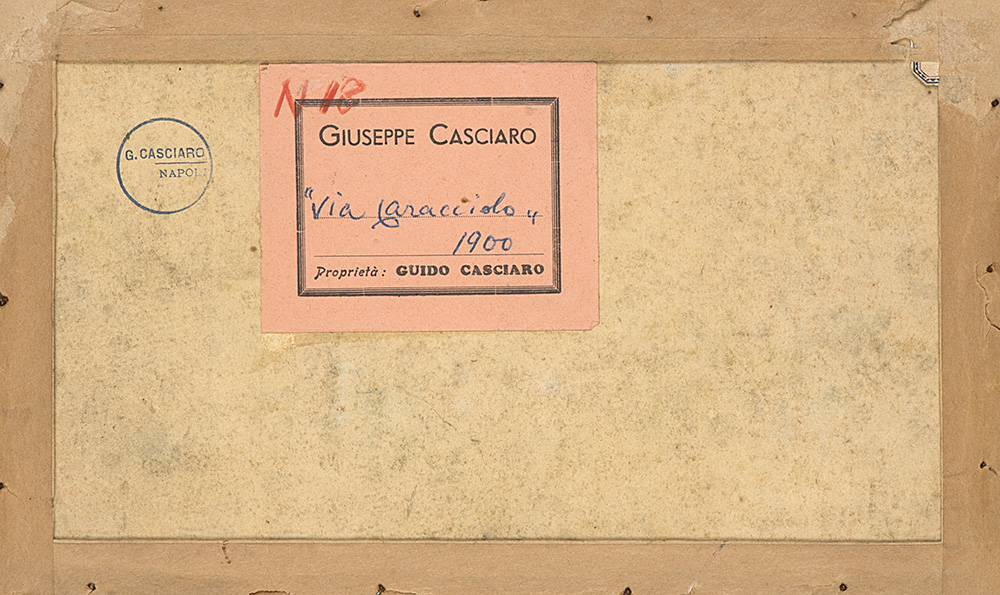 N 18
GIUSEPPE CASCIARO
G. CASCIARO
NAPOLI
"Via Caracciolo"
1900
Proprietà: GUIDO CASCIARO